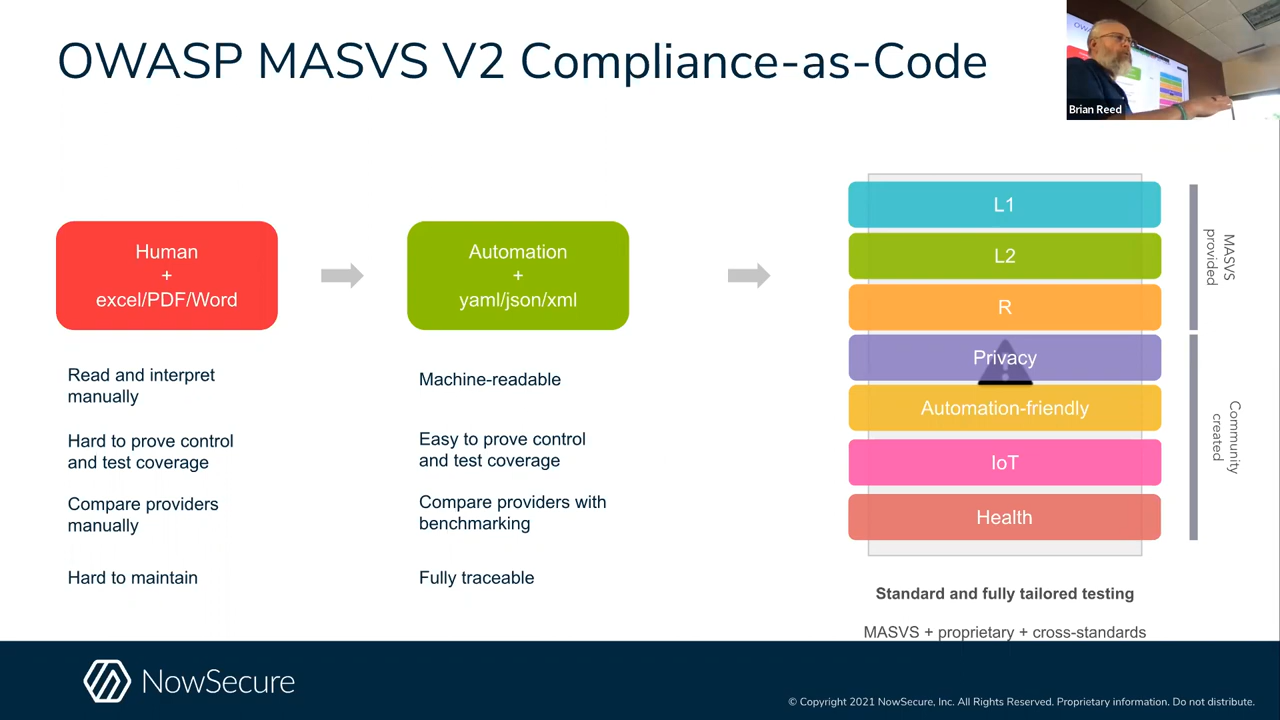 OWASP MASVS V2 Compliance-as-Code
Brian Reed
Human
+
excel/PDF/Word
Read and interpret
manually
Hard to prove control
and test coverage
Compare providers
manually
Hard to maintain
Automation
+
yaml/json/xml
Machine-readable
Easy to prove control
and test coverage
Compare providers with
benchmarking
Fully traceable
L1
L2
R
Privacy
Automation-friendly
IoT
Health
MASVS
provided
Community
created
Standard and fully tailored testing
MASVS + proprietary + cross-standards
NowSecure
© Copyright 2021 NowSecure, Inc. All Rights Reserved. Proprietary information. Do not distribute.